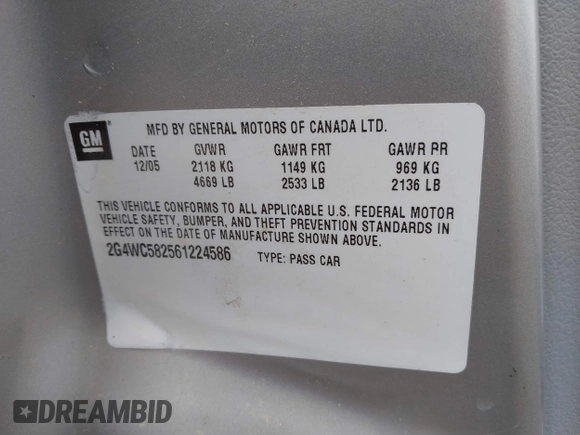 GM
MFD BY GENERAL MOTORS OF CANADA LTD.
DATE GVWR GAWR FRT GAWR RR
12/05 2118 KG 1149 KG 969 KG
4669 LB 2533 LB 2136 LB
THIS VEHICLE CONFORMS TO ALL APPLICABLE U.S. FEDERAL MOTOR
VEHICLE SAFETY, BUMPER, AND THEFT PREVENTION STANDARDS IN
EFFECT ON THE DATE OF MANUFACTURE SHOWN ABOVE.
2G4WC582561224586 TYPE: PASS CAR
DREAMBID